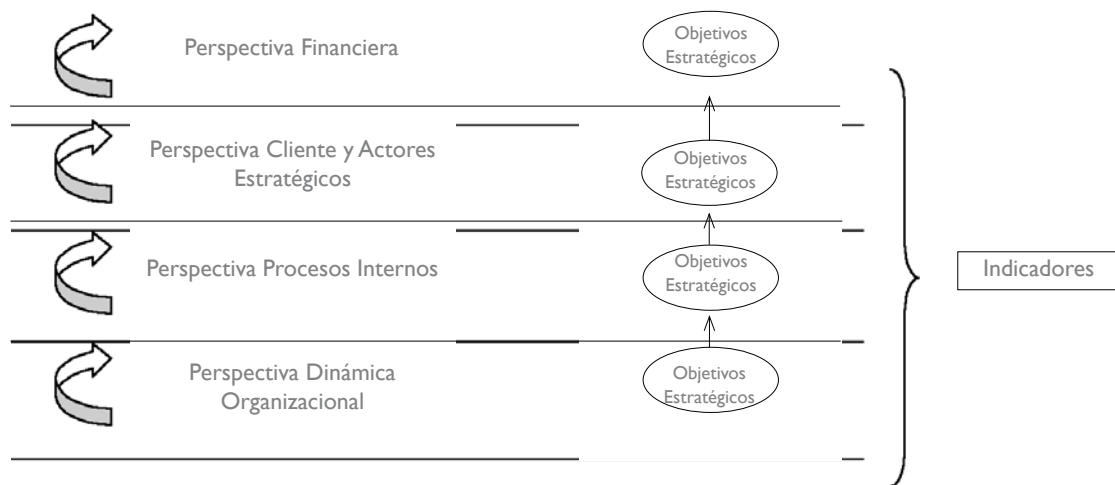 Perspectiva Financiera
Objetivos
Estratégicos
Perspectiva Cliente y Actores
Estratégicos
Objetivos
Estratégicos
Perspectiva Procesos Internos
Objetivos
Estratégicos
Indicadores
Perspectiva Dinámica
Organizacional
Objetivos
Estratégicos